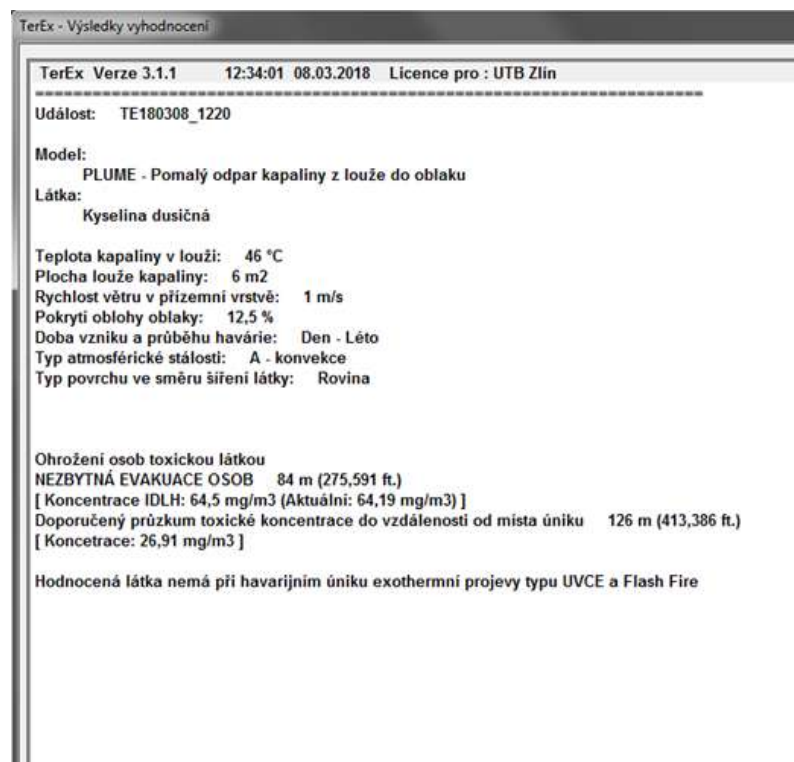 TerEx - Výsledky vyhodnocení
TerEx Verze 3.1.1 12:34:01 08.03.2018 Licence pro : UTB Zlín
Událost: TE180308_1220
Model:
PLUME - Pomalý odpar kapaliny z louže do oblaku
Látka:
Kyselina dusičná
Teplota kapaliny v louži: 46 °C
Plocha louže kapaliny: 6 m2
Rychlost větru v přízemní vrstvě: 1 m/s
Pokrytí oblohy oblaky: 12,5 %
Doba vzniku a průběhu havárie: Den - Léto
Typ atmosférické stálosti: A - konvekce
Typ povrchu ve směru šíření látky: Rovina
Ohrožení osob toxickou látkou
NEZBYTNÁ EVAKUACE OSOB 84 m (275,591 ft.)
[ Koncentrace IDLH: 64,5 mg/m3 (Aktuální: 64,19 mg/m3) ]
Doporučený průzkum toxické koncentrace do vzdálenosti od místa úniku 126 m (413,386 ft.)
[ Koncetrace: 26,91 mg/m3 ]
Hodnocená látka nemá při havarijním úniku exothermní projevy typu UVCE a Flash Fire